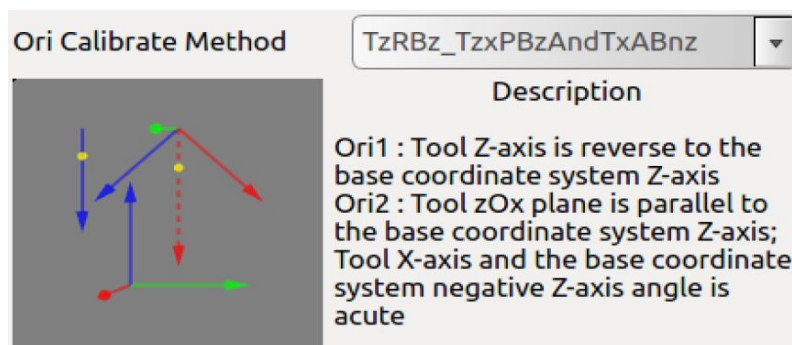 Ori Calibrate Method
TzRBz_TzxPBzAndTxABnz
Description
Ori1 : Tool Z-axis is reverse to the
base coordinate system Z-axis
Ori2 : Tool zOx plane is parallel to
the base coordinate system Z-axis;
Tool X-axis and the base coordinate
system negative Z-axis angle is
acute